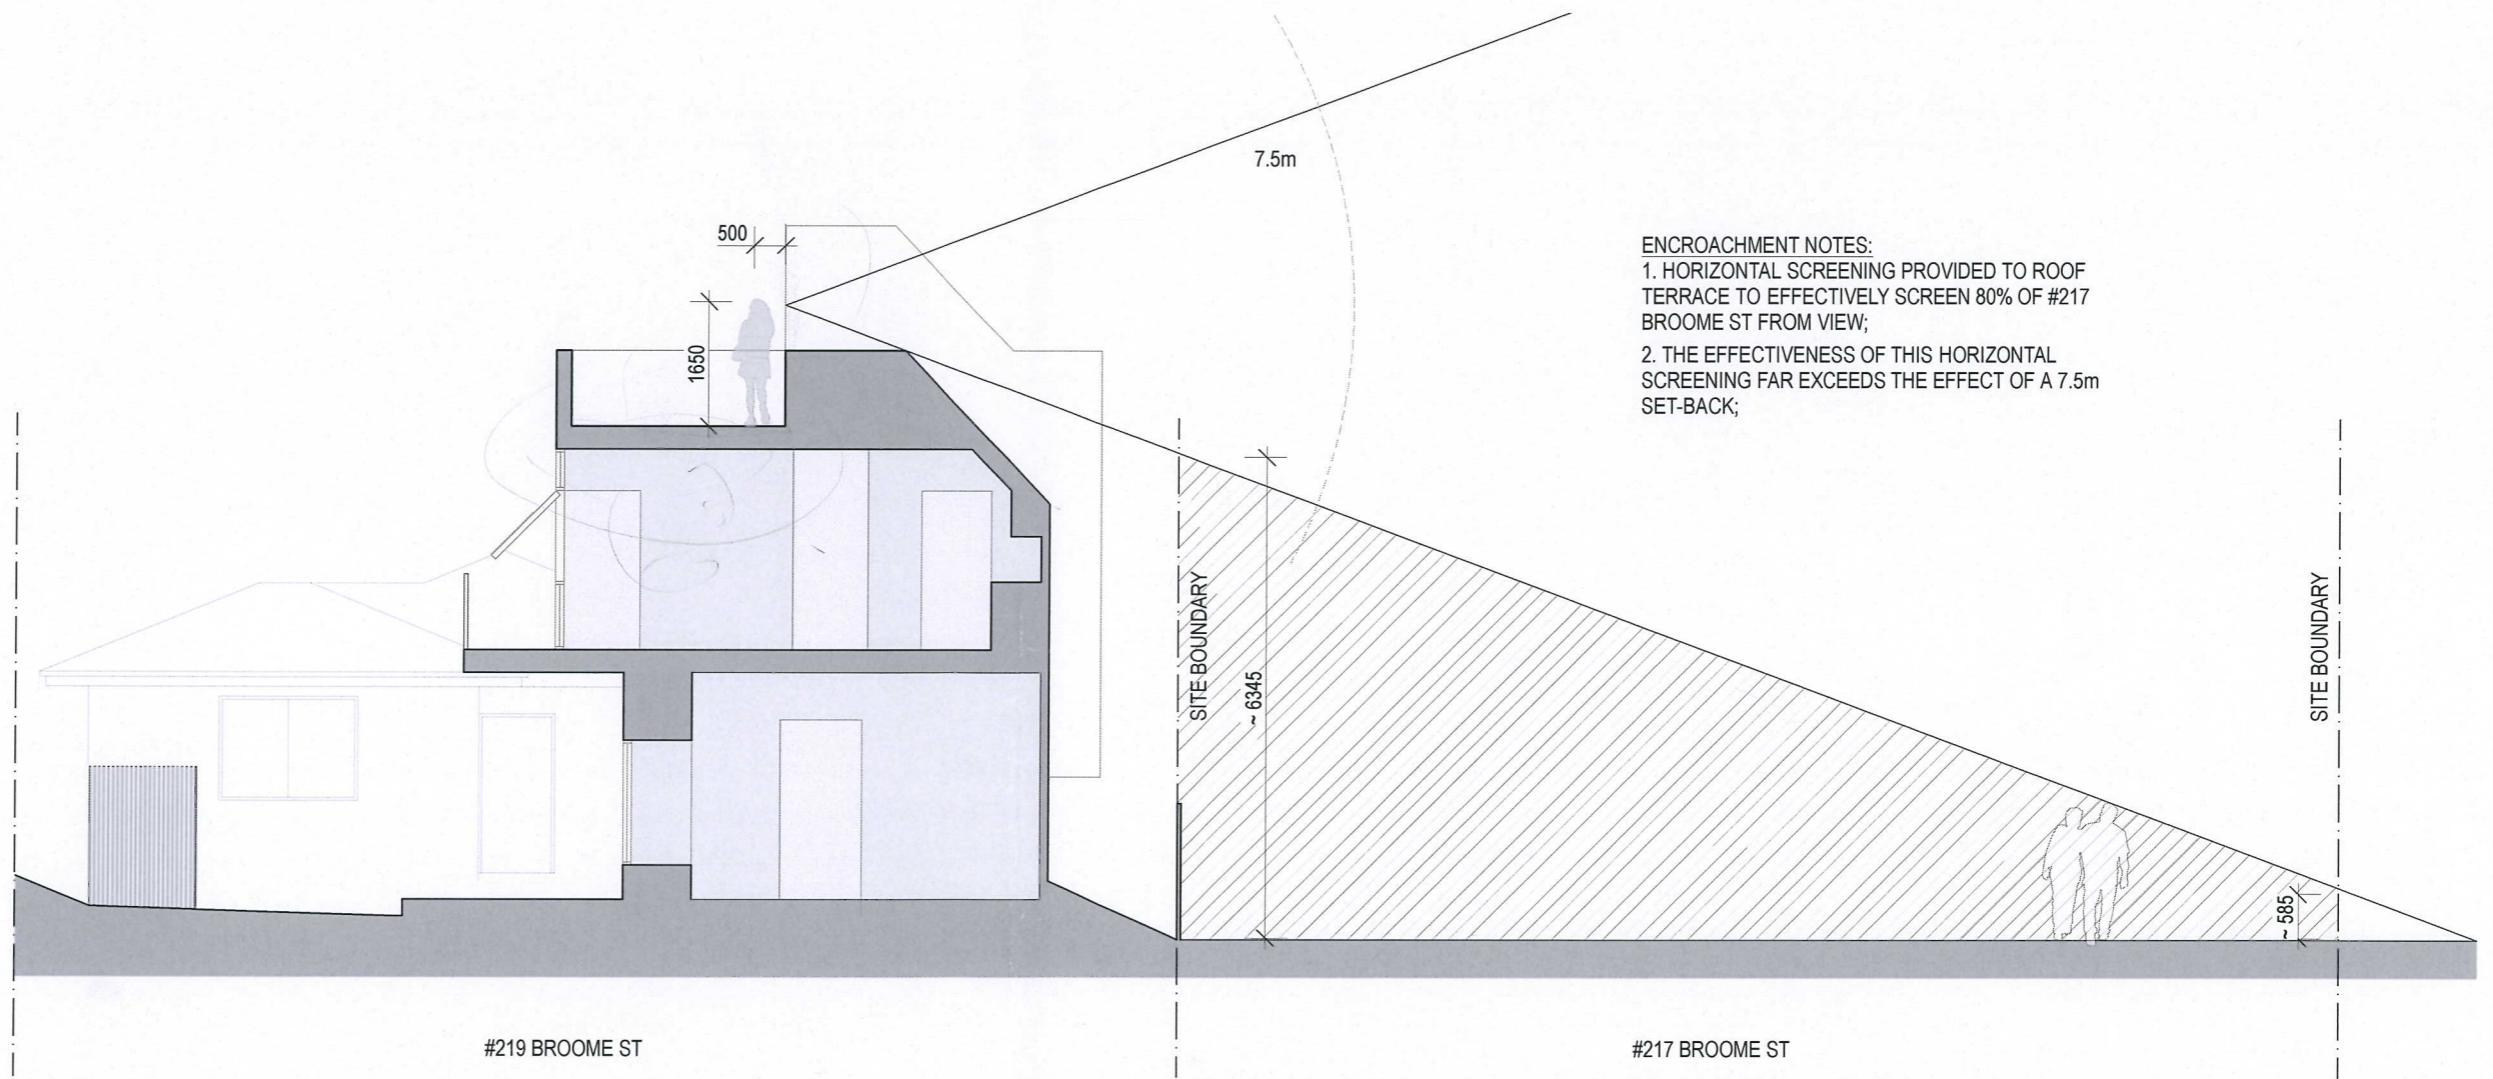 7.5m
500
1650
ENCROACHMENT NOTES:
1. HORIZONTAL SCREENING PROVIDED TO ROOF
TERRACE TO EFFECTIVELY SCREEN 80% OF #217
BROOME ST FROM VIEW;
2. THE EFFECTIVENESS OF THIS HORIZONTAL
SCREENING FAR EXCEEDS THE EFFECT OF A 7.5m
SET-BACK;
SITE BOUNDARY
~ 6345
SITE BOUNDARY
~ 585
#219 BROOME ST
#217 BROOME ST